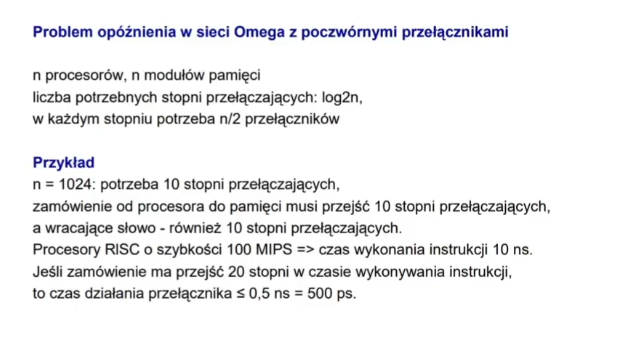 Problem opóźnienia w sieci Omega z poczwórnymi przełącznikami
n procesorów, n modułów pamięci
liczba potrzebnych stopni przełączających: log2n,
w każdym stopniu potrzeba n/2 przełączników
Przykład
n = 1024: potrzeba 10 stopni przełączających,
zamówienie od procesora do pamięci musi przejść 10 stopni przełączających,
a wracające słowo - również 10 stopni przełączających.
Procesory RISC o szybkości 100 MIPS => czas wykonania instrukcji 10 ns.
Jeśli zamówienie ma przejść 20 stopni w czasie wykonywania instrukcji,
to czas działania przełącznika ≤ 0,5 ns = 500 ps.